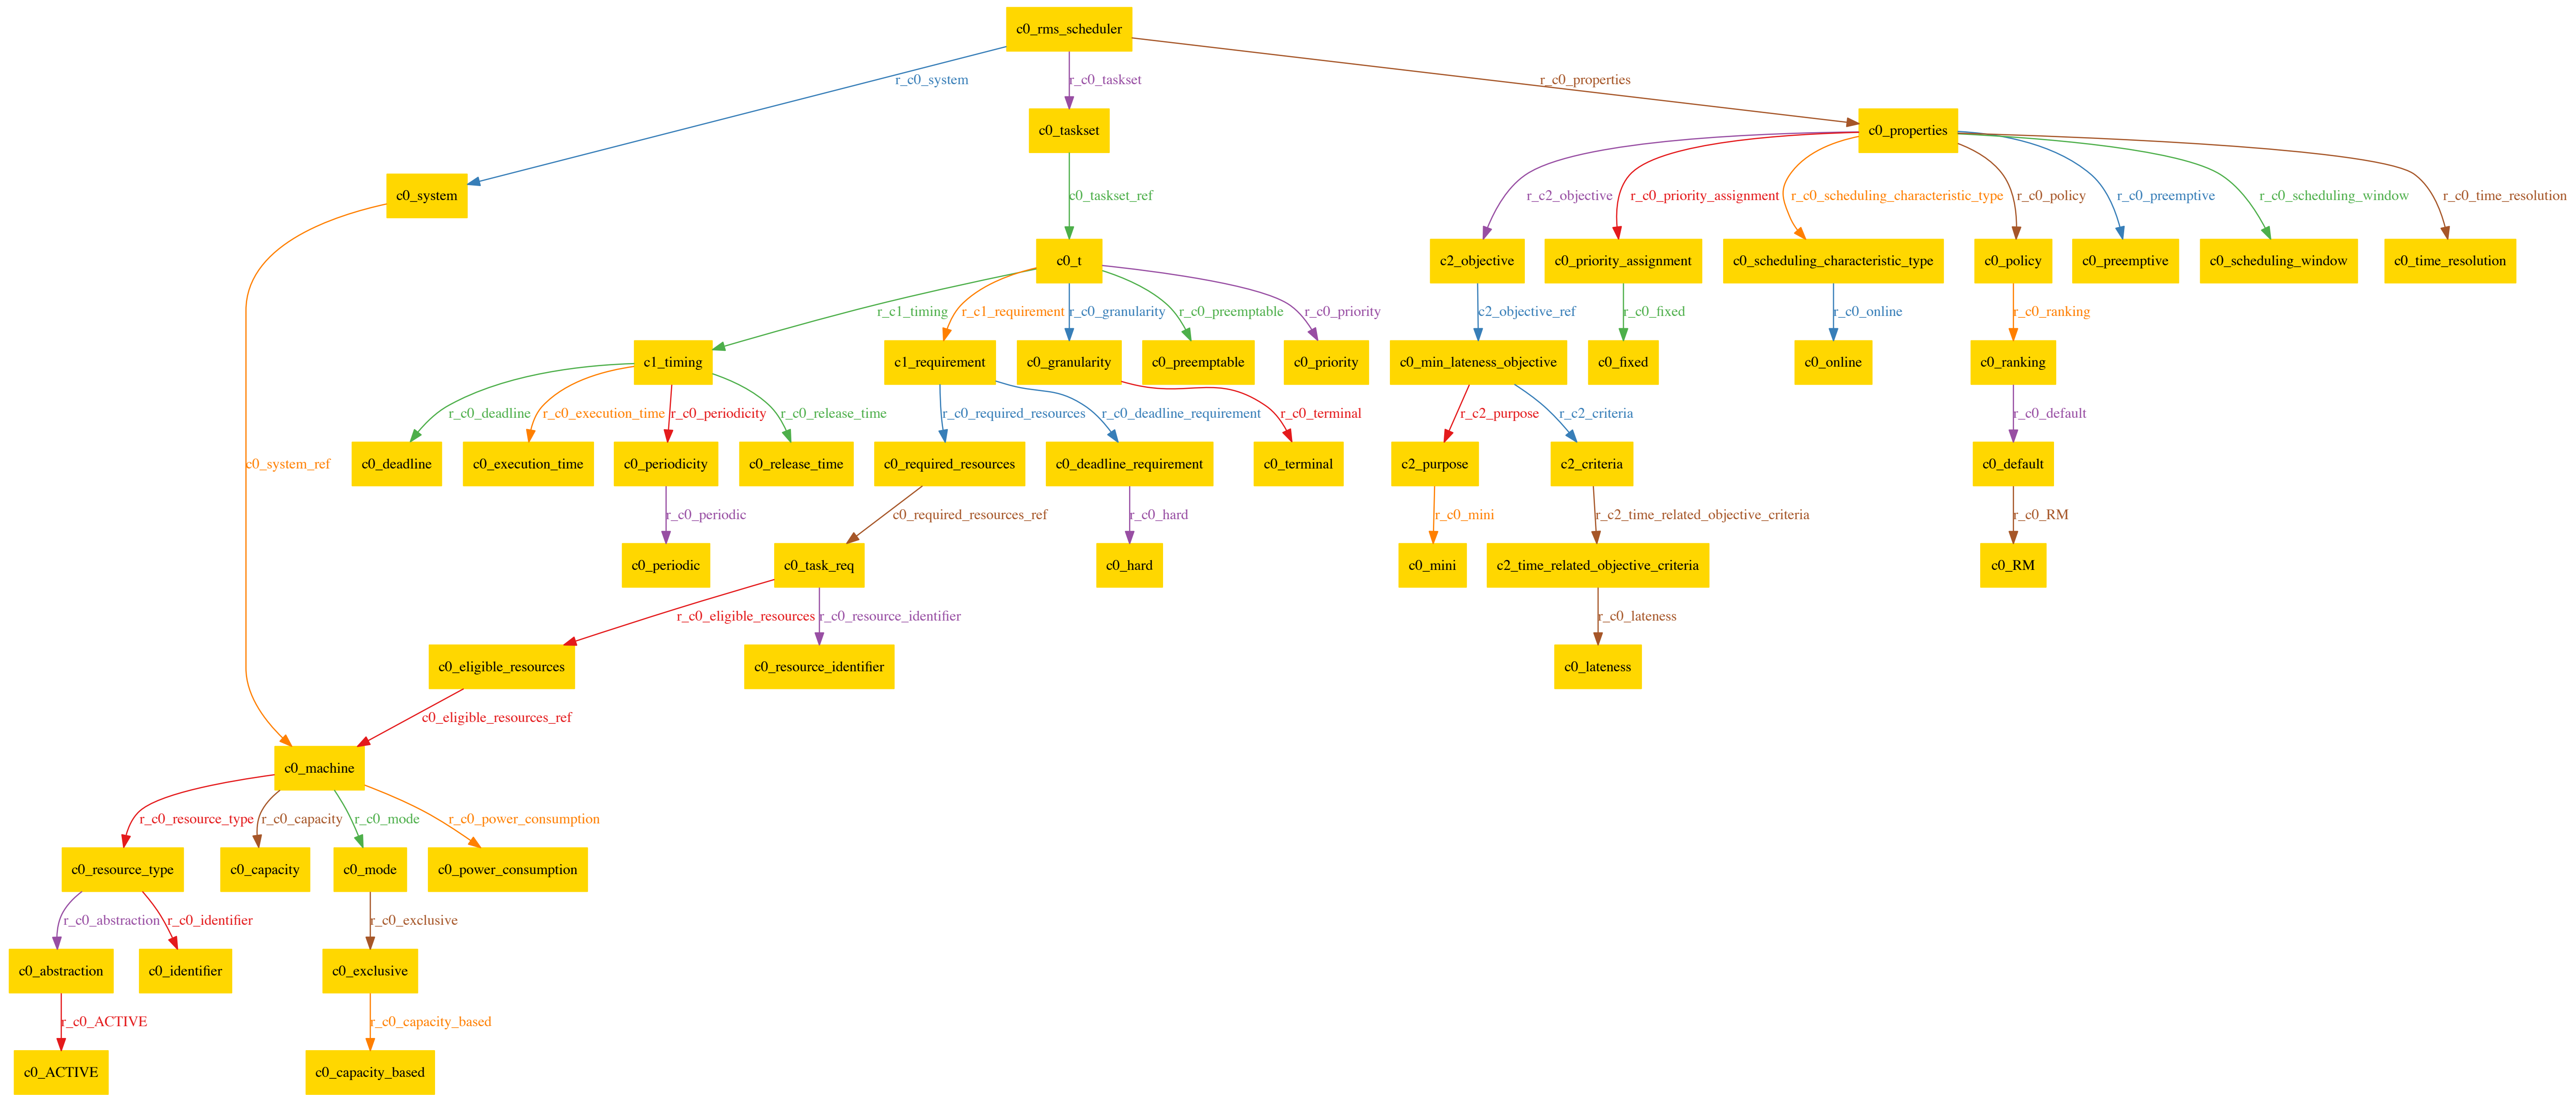 c0_rms_scheduler
r_c0_system
r_c0_taskset
r_c0_properties
c0_taskset
c0_properties
c0_system
c0_taskset_ref
r_c2_objective
r_c0_priority_assignment
r_c0_scheduling_characteristic_type
r_c0_policy
r_c0_preemptive
r_c0_scheduling_window
r_c0_time_resolution
c0_t
c2_objective
c0_priority_assignment
c0_scheduling_characteristic_type
c0_policy
c0_preemptive
c0_scheduling_window
c0_time_resolution
r_c1_timing
r_c1_requirement
r_c0_granularity
r_c0_preemptable
r_c0_priority
c2_objective_ref
r_c0_fixed
r_c0_online
r_c0_ranking
c1_timing
c1_requirement
c0_granularity
c0_preemptable
c0_priority
c0_min_lateness_objective
c0_fixed
c0_online
c0_ranking
r_c0_deadline
r_c0_execution_time
r_c0_periodicity
r_c0_release_time
r_c0_required_resources
r_c0_deadline_requirement
r_c0_terminal
r_c2_purpose
r_c2_criteria
r_c0_default
c0_system_ref
c0_deadline
c0_execution_time
c0_periodicity
c0_release_time
c0_required_resources
c0_deadline_requirement
c0_terminal
c2_purpose
c2_criteria
c0_default
r_c0_periodic
c0_required_resources_ref
r_c0_hard
r_c0_mini
r_c2_time_related_objective_criteria
r_c0_RM
c0_periodic
c0_task_req
c0_hard
c0_mini
c2_time_related_objective_criteria
c0_RM
r_c0_eligible_resources
r_c0_resource_identifier
r_c0_lateness
c0_eligible_resources
c0_resource_identifier
c0_lateness
c0_eligible_resources_ref
c0_machine
r_c0_resource_type
r_c0_capacity
r_c0_mode
r_c0_power_consumption
c0_resource_type
c0_capacity
c0_mode
c0_power_consumption
r_c0_abstraction
r_c0_identifier
r_c0_exclusive
c0_abstraction
c0_identifier
c0_exclusive
r_c0_ACTIVE
r_c0_capacity_based
c0_ACTIVE
c0_capacity_based